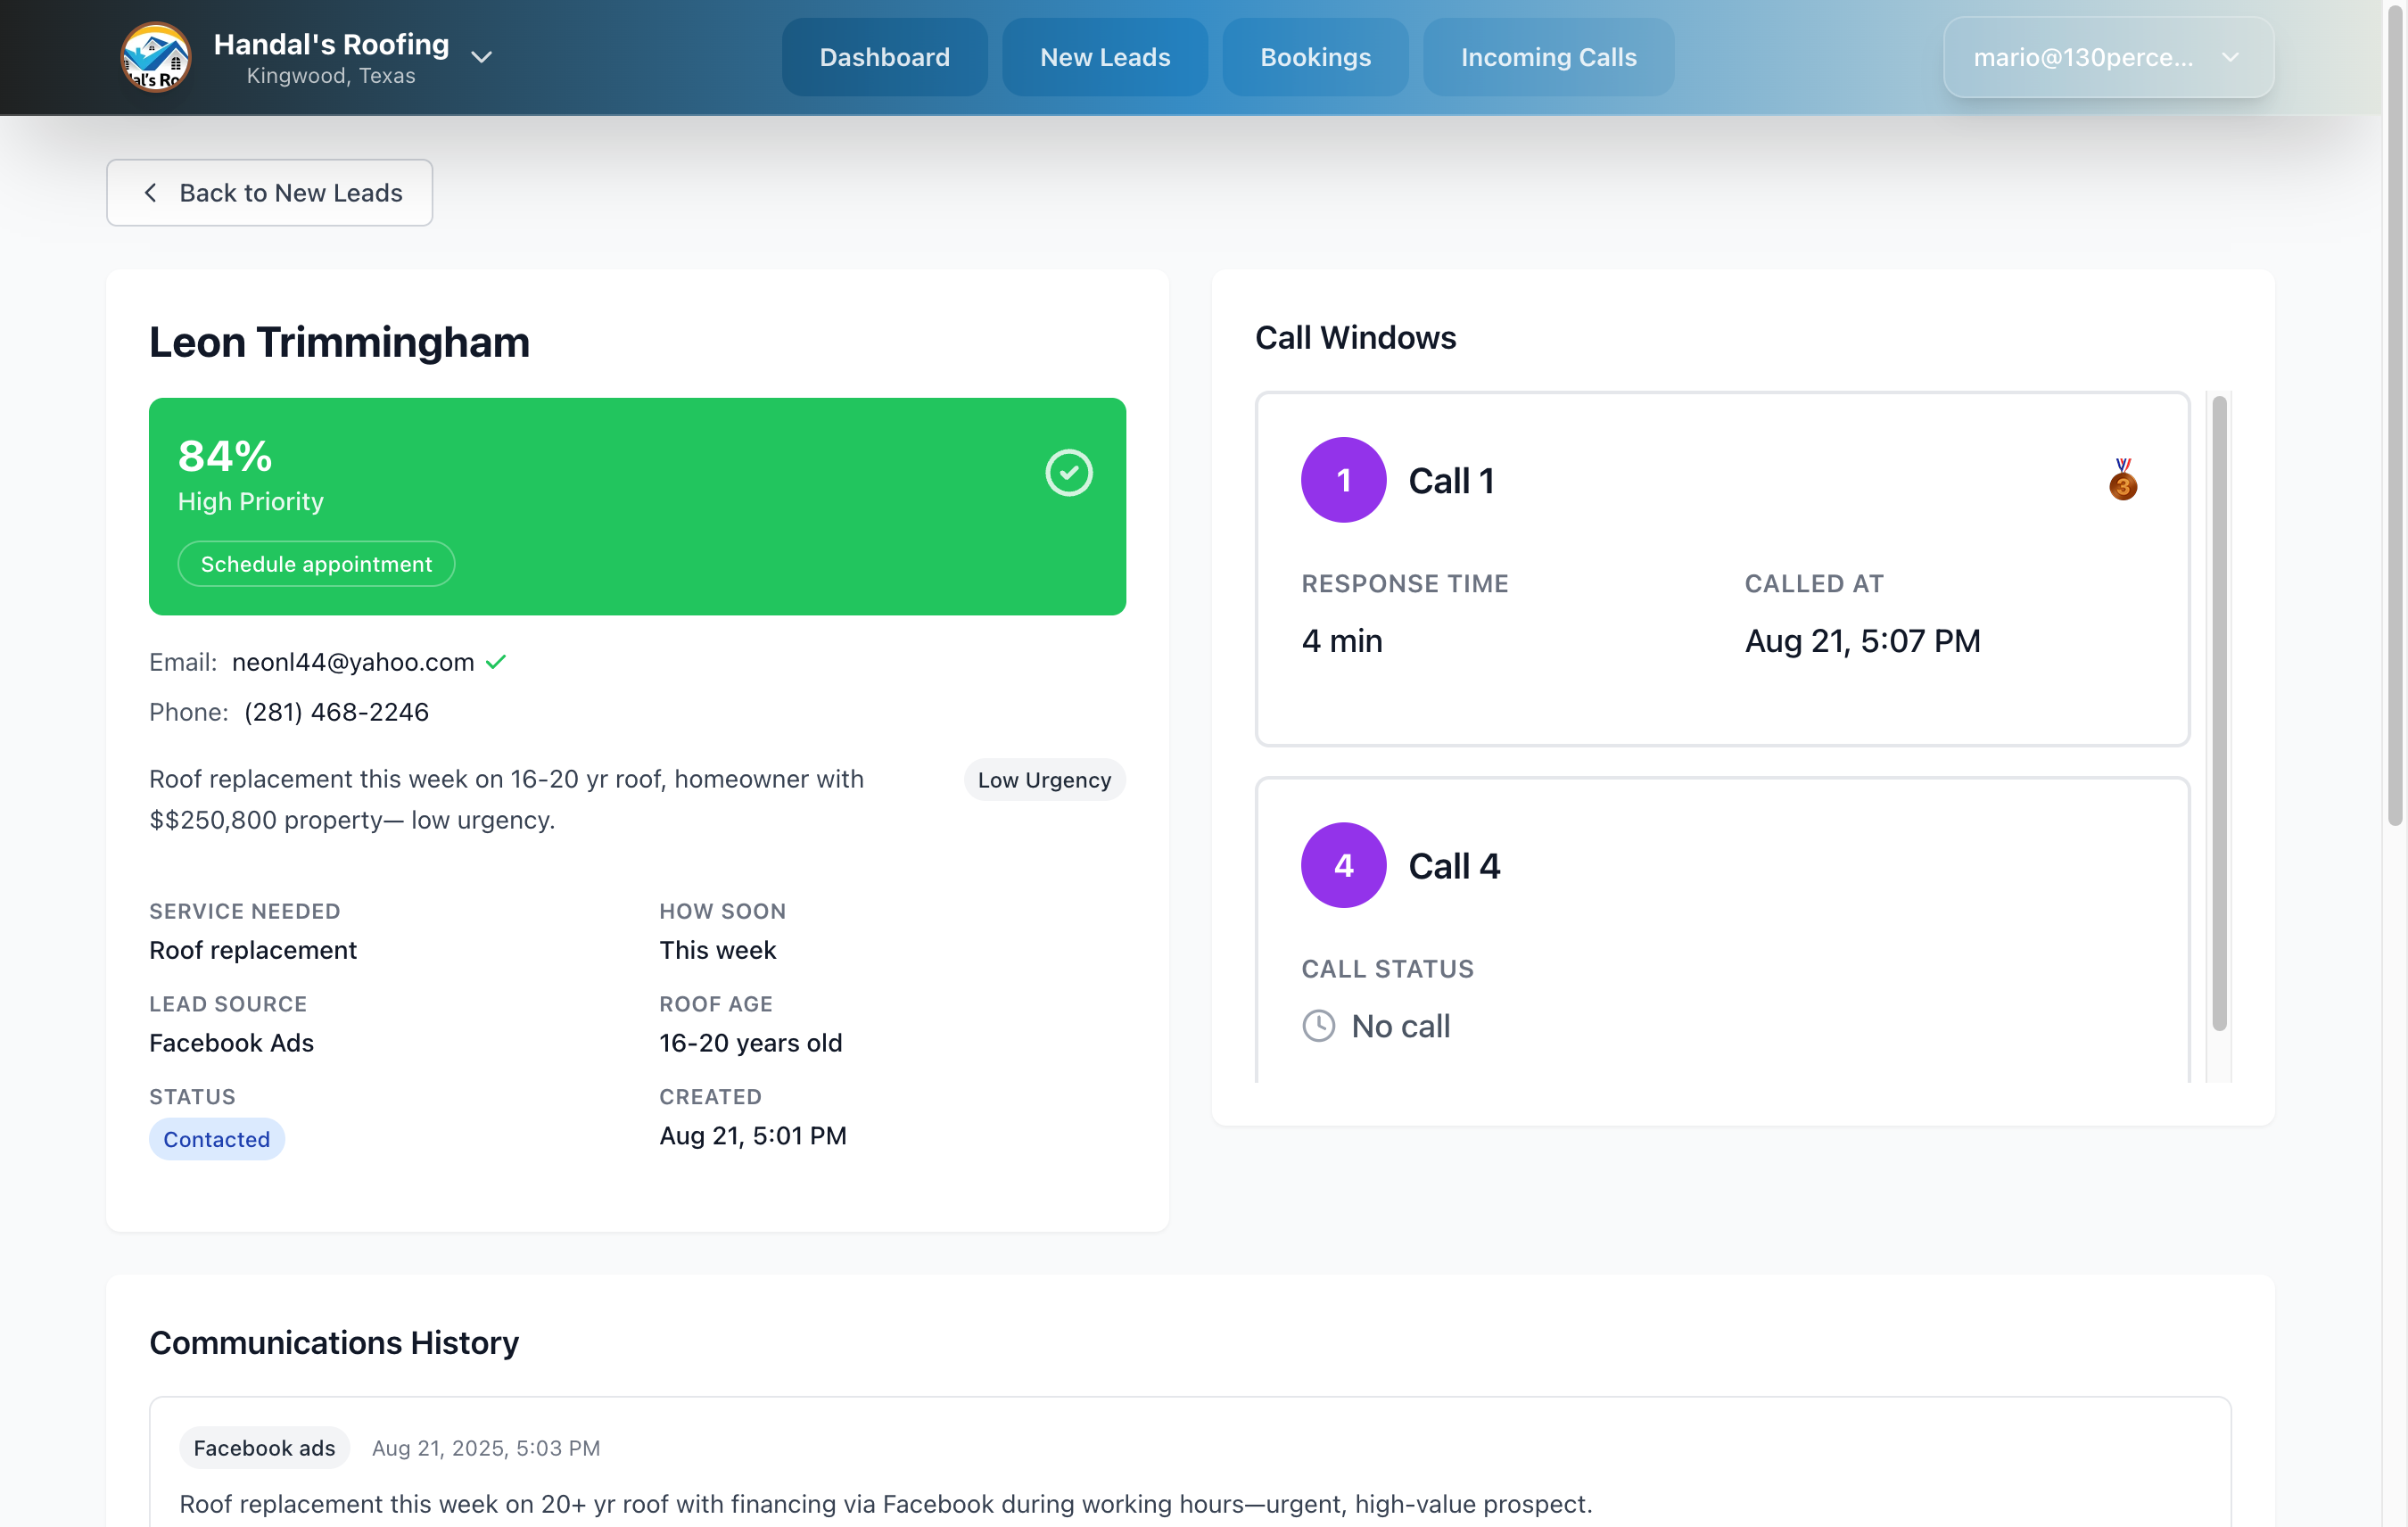 Handal's Roofing
Kingwood, Texas
al's Ro
Dashboard
New Leads
Bookings
Incoming Calls
mario@130perce...
Back to New Leads
Leon Trimmingham
84%
High Priority
Schedule appointment
Email: neonl44@yahoo.com
Phone: (281) 468-2246
Roof replacement this week on 16-20 yr roof, homeowner with
$$250,800 property— low urgency.
Low Urgency
SERVICE NEEDED
Roof replacement
HOW SOON
This week
LEAD SOURCE
Facebook Ads
ROOF AGE
16-20 years old
STATUS
Contacted
CREATED
Aug 21, 5:01 PM
Call Windows
1
Call 1
3
RESPONSE TIME
4 min
CALLED AT
Aug 21, 5:07 PM
4
Call 4
CALL STATUS
No call
Communications History
Facebook ads
Aug 21, 2025, 5:03 PM
Roof replacement this week on 20+ yr roof with financing via Facebook during working hours—urgent, high-value prospect.